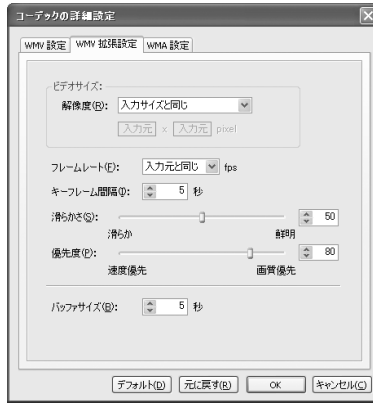 コーデックの詳細設定
WMV 設定 WMV 拡張設定 WMA 設定
ビデオサイズ:
解像度(R): 入力サイズと同じ
入力元 x 入力元 pixel
フレームレート(F): 入力元と同じ fps
キーフレーム間隔(I): 5 秒
滑らかさ(S): 50
滑らか 鮮明
優先度(P): 80
速度優先 画質優先
バッファサイズ(B): 5 秒
デフォルト(D) 元に戻す(R) OK キャンセル(C)